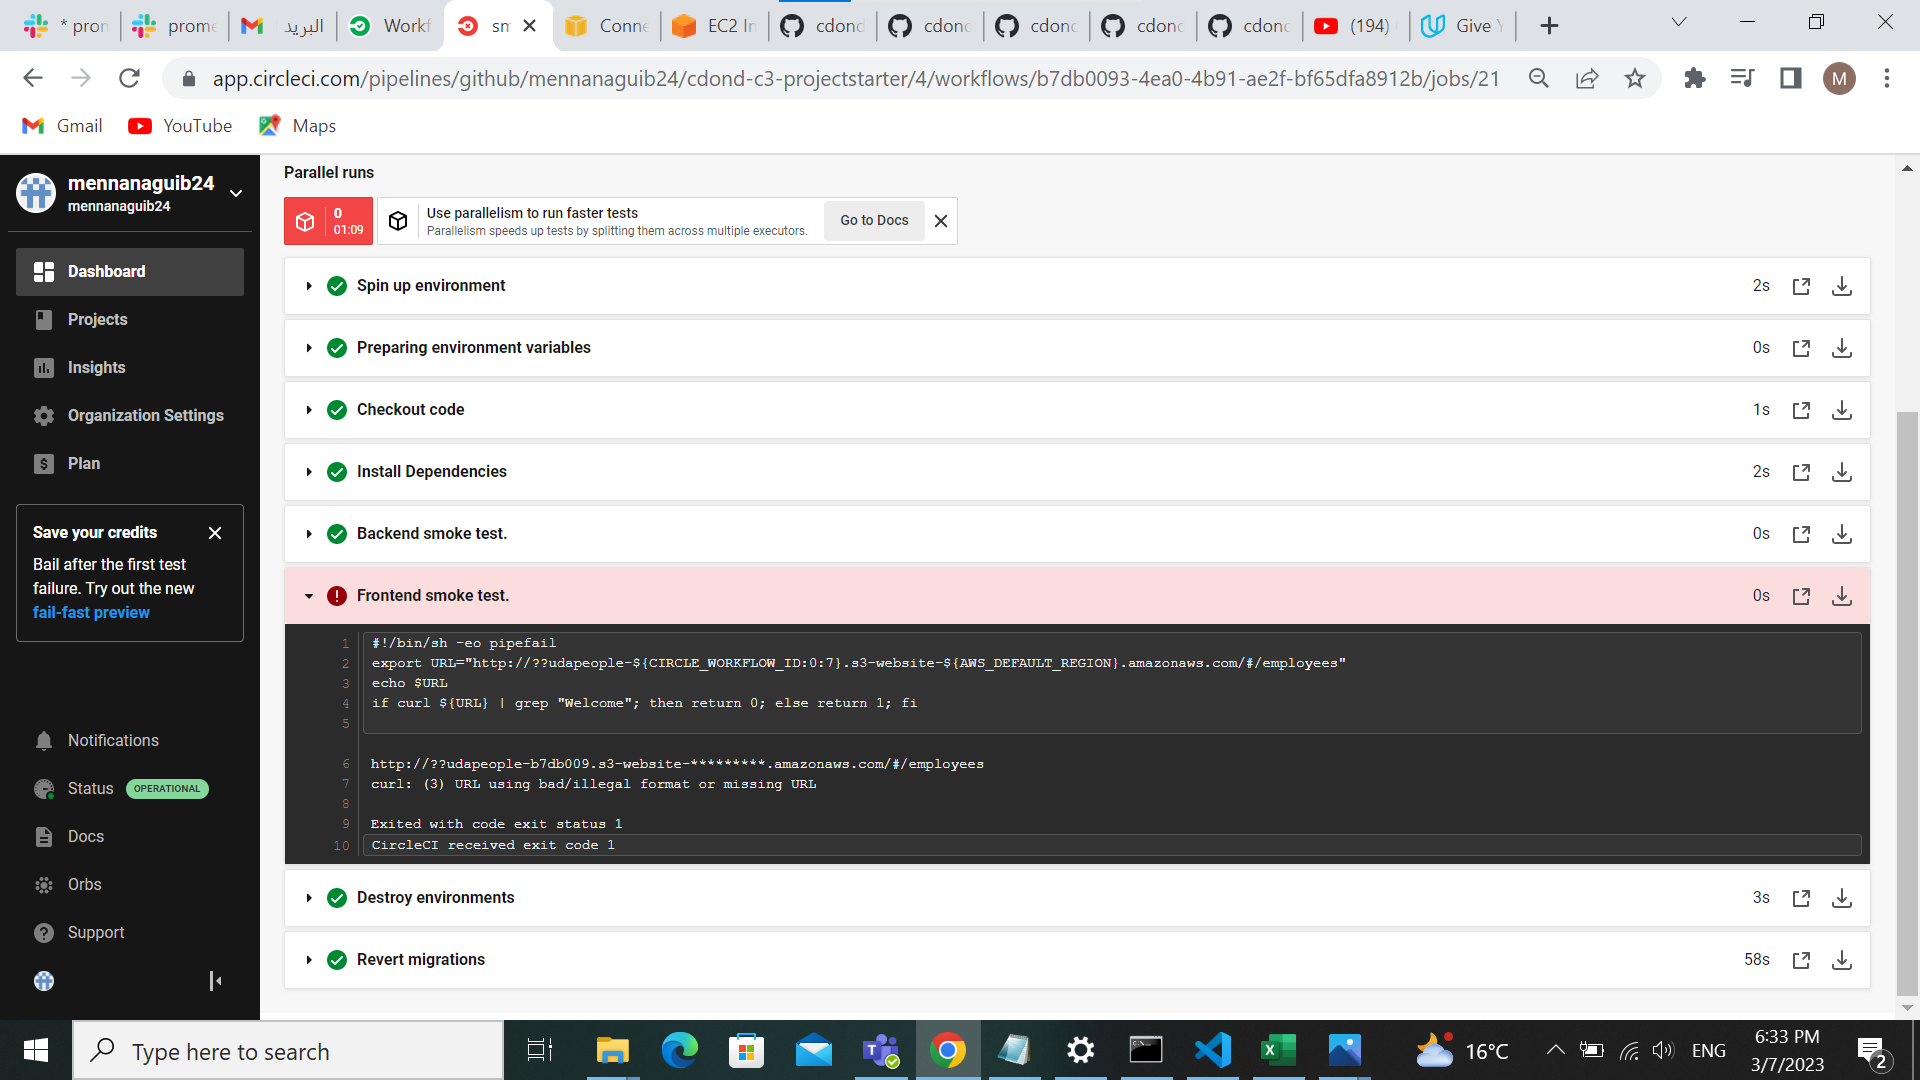 * pron
prome
البريد
Workf
sm
Conne
EC2 In
cdond
cdond
cdond
cdond
cdond
(194)
Give Y
app.circleci.com/pipelines/github/mennanaguib24/cdond-c3-projectstarter/4/workflows/b7db0093-4ea0-4b91-ae2f-bf65dfa8912b/jobs/21
M
Gmail
YouTube
Maps
mennanaguib24
mennanaguib24
Dashboard
Projects
Insights
Organization Settings
Plan
Save your credits
Bail after the first test
failure. Try out the new
fail-fast preview
Notifications
Status OPERATIONAL
Docs
Orbs
Support
Parallel runs
0
01:09
Use parallelism to run faster tests
Parallelism speeds up tests by splitting them across multiple executors.
Go to Docs
Spin up environment 2s
Preparing environment variables 0s
Checkout code 1s
Install Dependencies 2s
Backend smoke test. 0s
Frontend smoke test. 0s
1 #!/bin/sh -eo pipefail
2 export URL="http://??udapeople-${CIRCLE_WORKFLOW_ID:0:7}.s3-website-${AWS_DEFAULT_REGION}.amazonaws.com/#/employees"
3 echo $URL
4 if curl ${URL} | grep "Welcome"; then return 0; else return 1; fi
5
6 http://??udapeople-b7db009.s3-website-*********.amazonaws.com/#/employees
7 curl: (3) URL using bad/illegal format or missing URL
8
9 Exited with code exit status 1
10 CircleCI received exit code 1
Destroy environments 3s
Revert migrations 58s
Type here to search
16°C
ENG
6:33 PM
3/7/2023
2